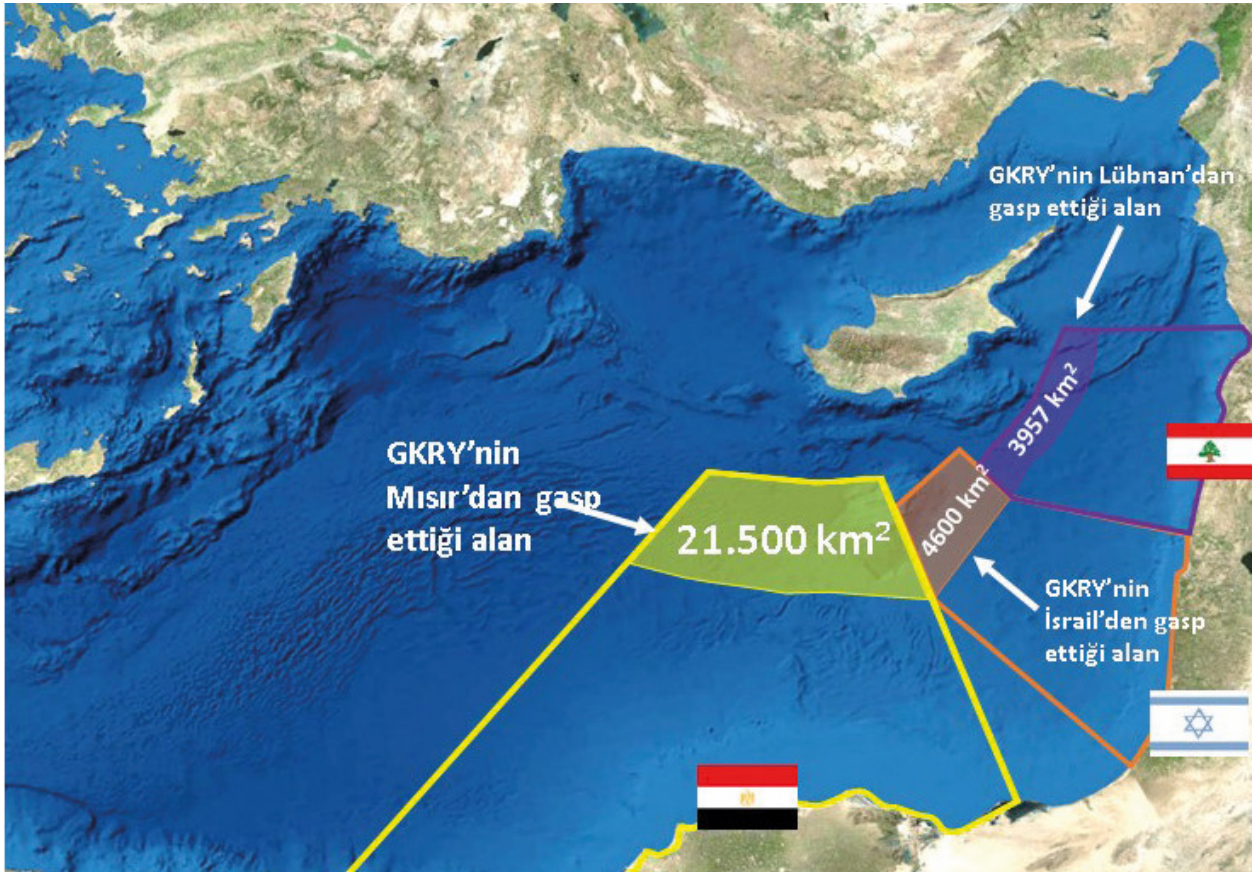 GKRY’nin Lübnan’dan
gasp ettiği alan
3957 km²
GKRY’nin
Mısır’dan gasp
ettiği alan
21.500 km²
4600 km²
GKRY’nin
İsrail’den gasp
ettiği alan